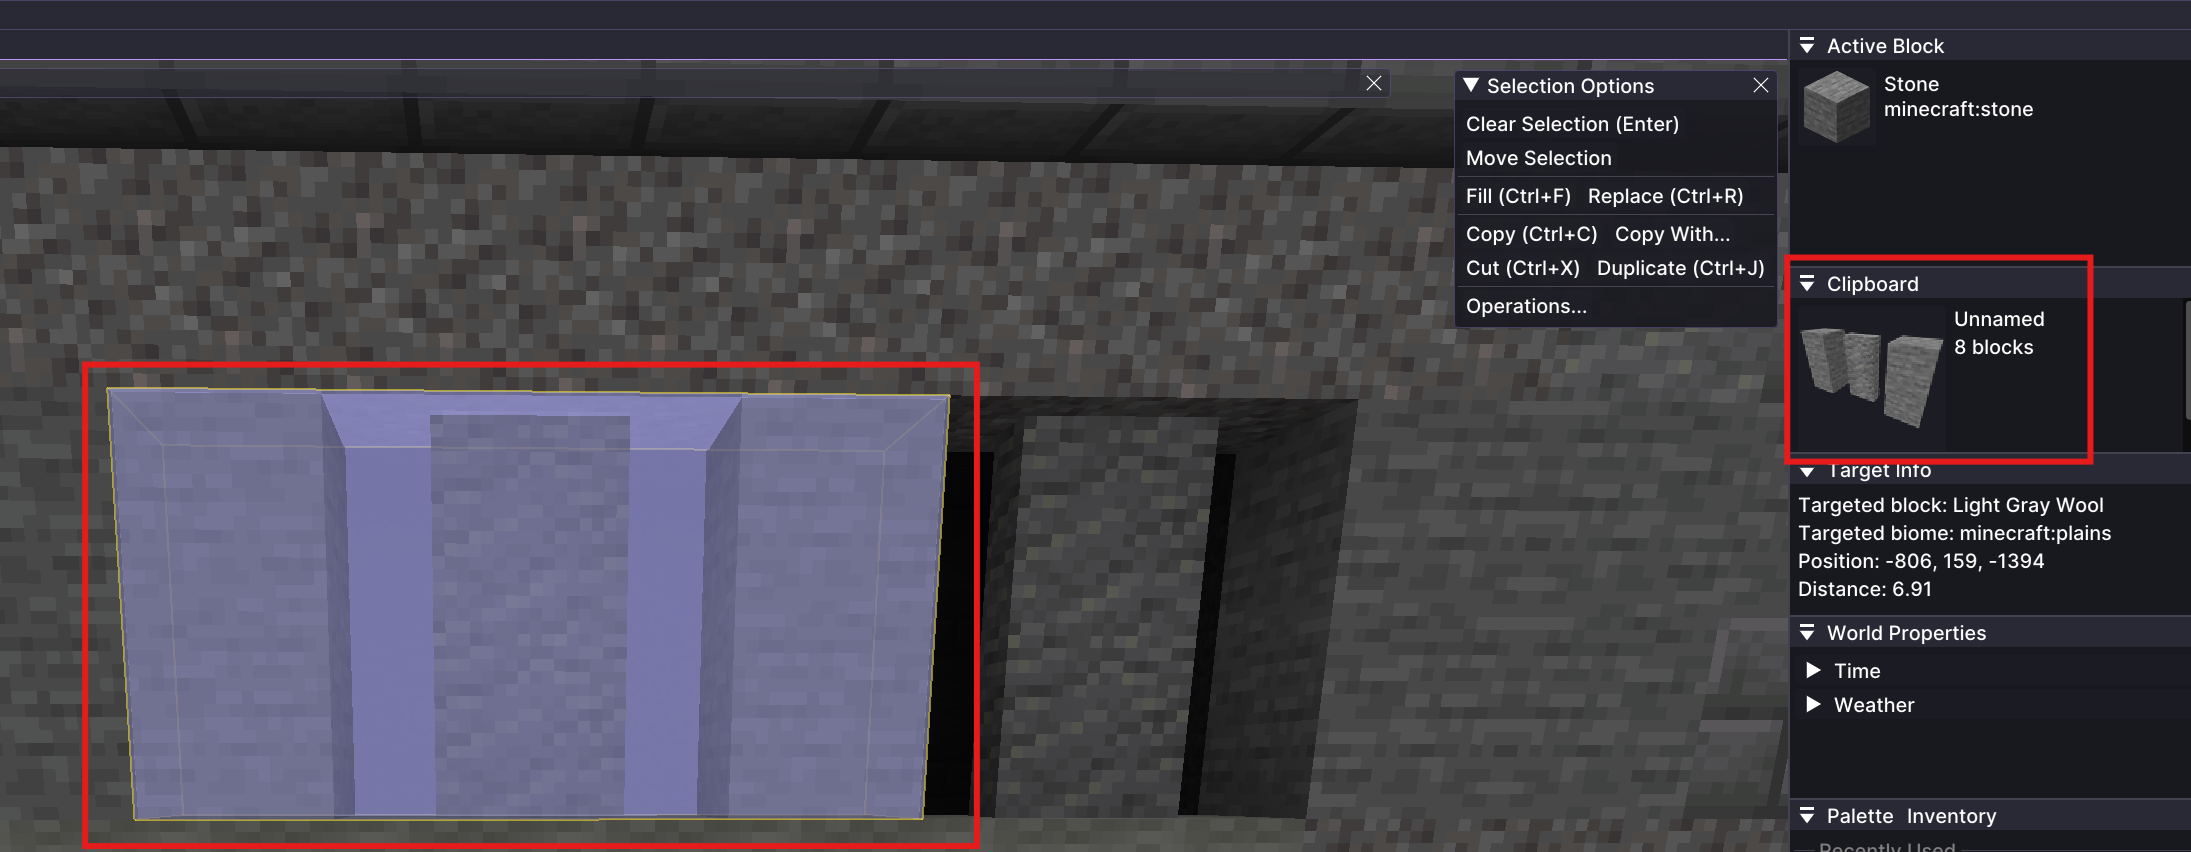 Active Block
Stone
minecraft:stone
Selection Options
Clear Selection (Enter)
Move Selection
Fill (Ctrl+F) Replace (Ctrl+R)
Copy (Ctrl+C) Copy With...
Cut (Ctrl+X) Duplicate (Ctrl+J)
Operations...
Clipboard
Unnamed
8 blocks
Target Info
Targeted block: Light Gray Wool
Targeted biome: minecraft:plains
Position: -806, 159, -1394
Distance: 6.91
World Properties
Time
Weather
Palette Inventory
Recently Used